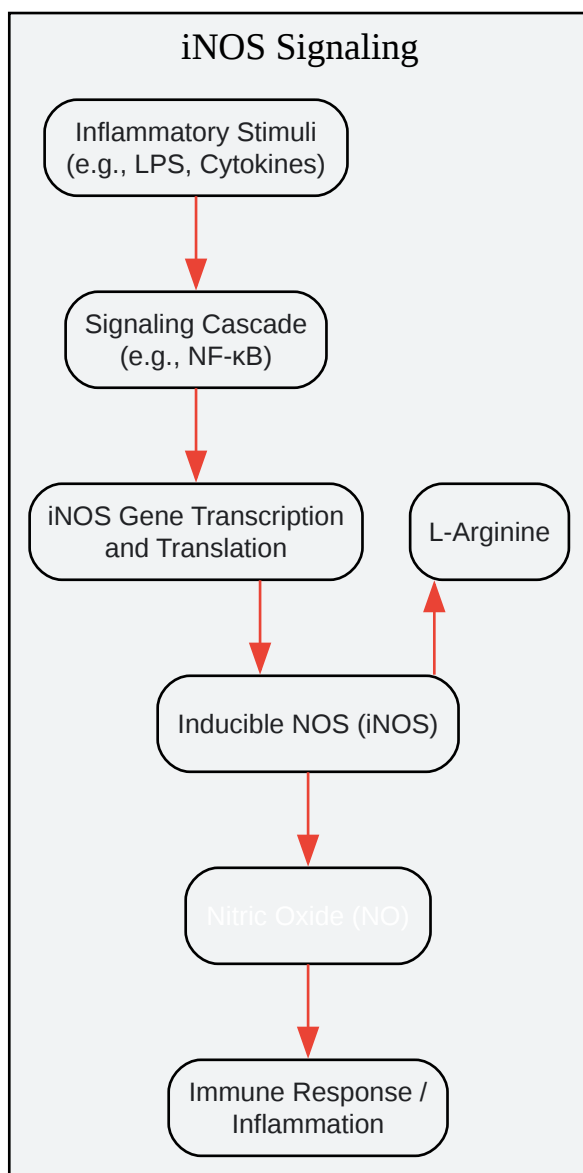 iNOS Signaling
Inflammatory Stimuli
(e.g., LPS, Cytokines)
Signaling Cascade
(e.g., NF-κB)
iNOS Gene Transcription
and Translation
L-Arginine
Inducible NOS (iNOS)
Nitric Oxide (NO)
Immune Response /
Inflammation